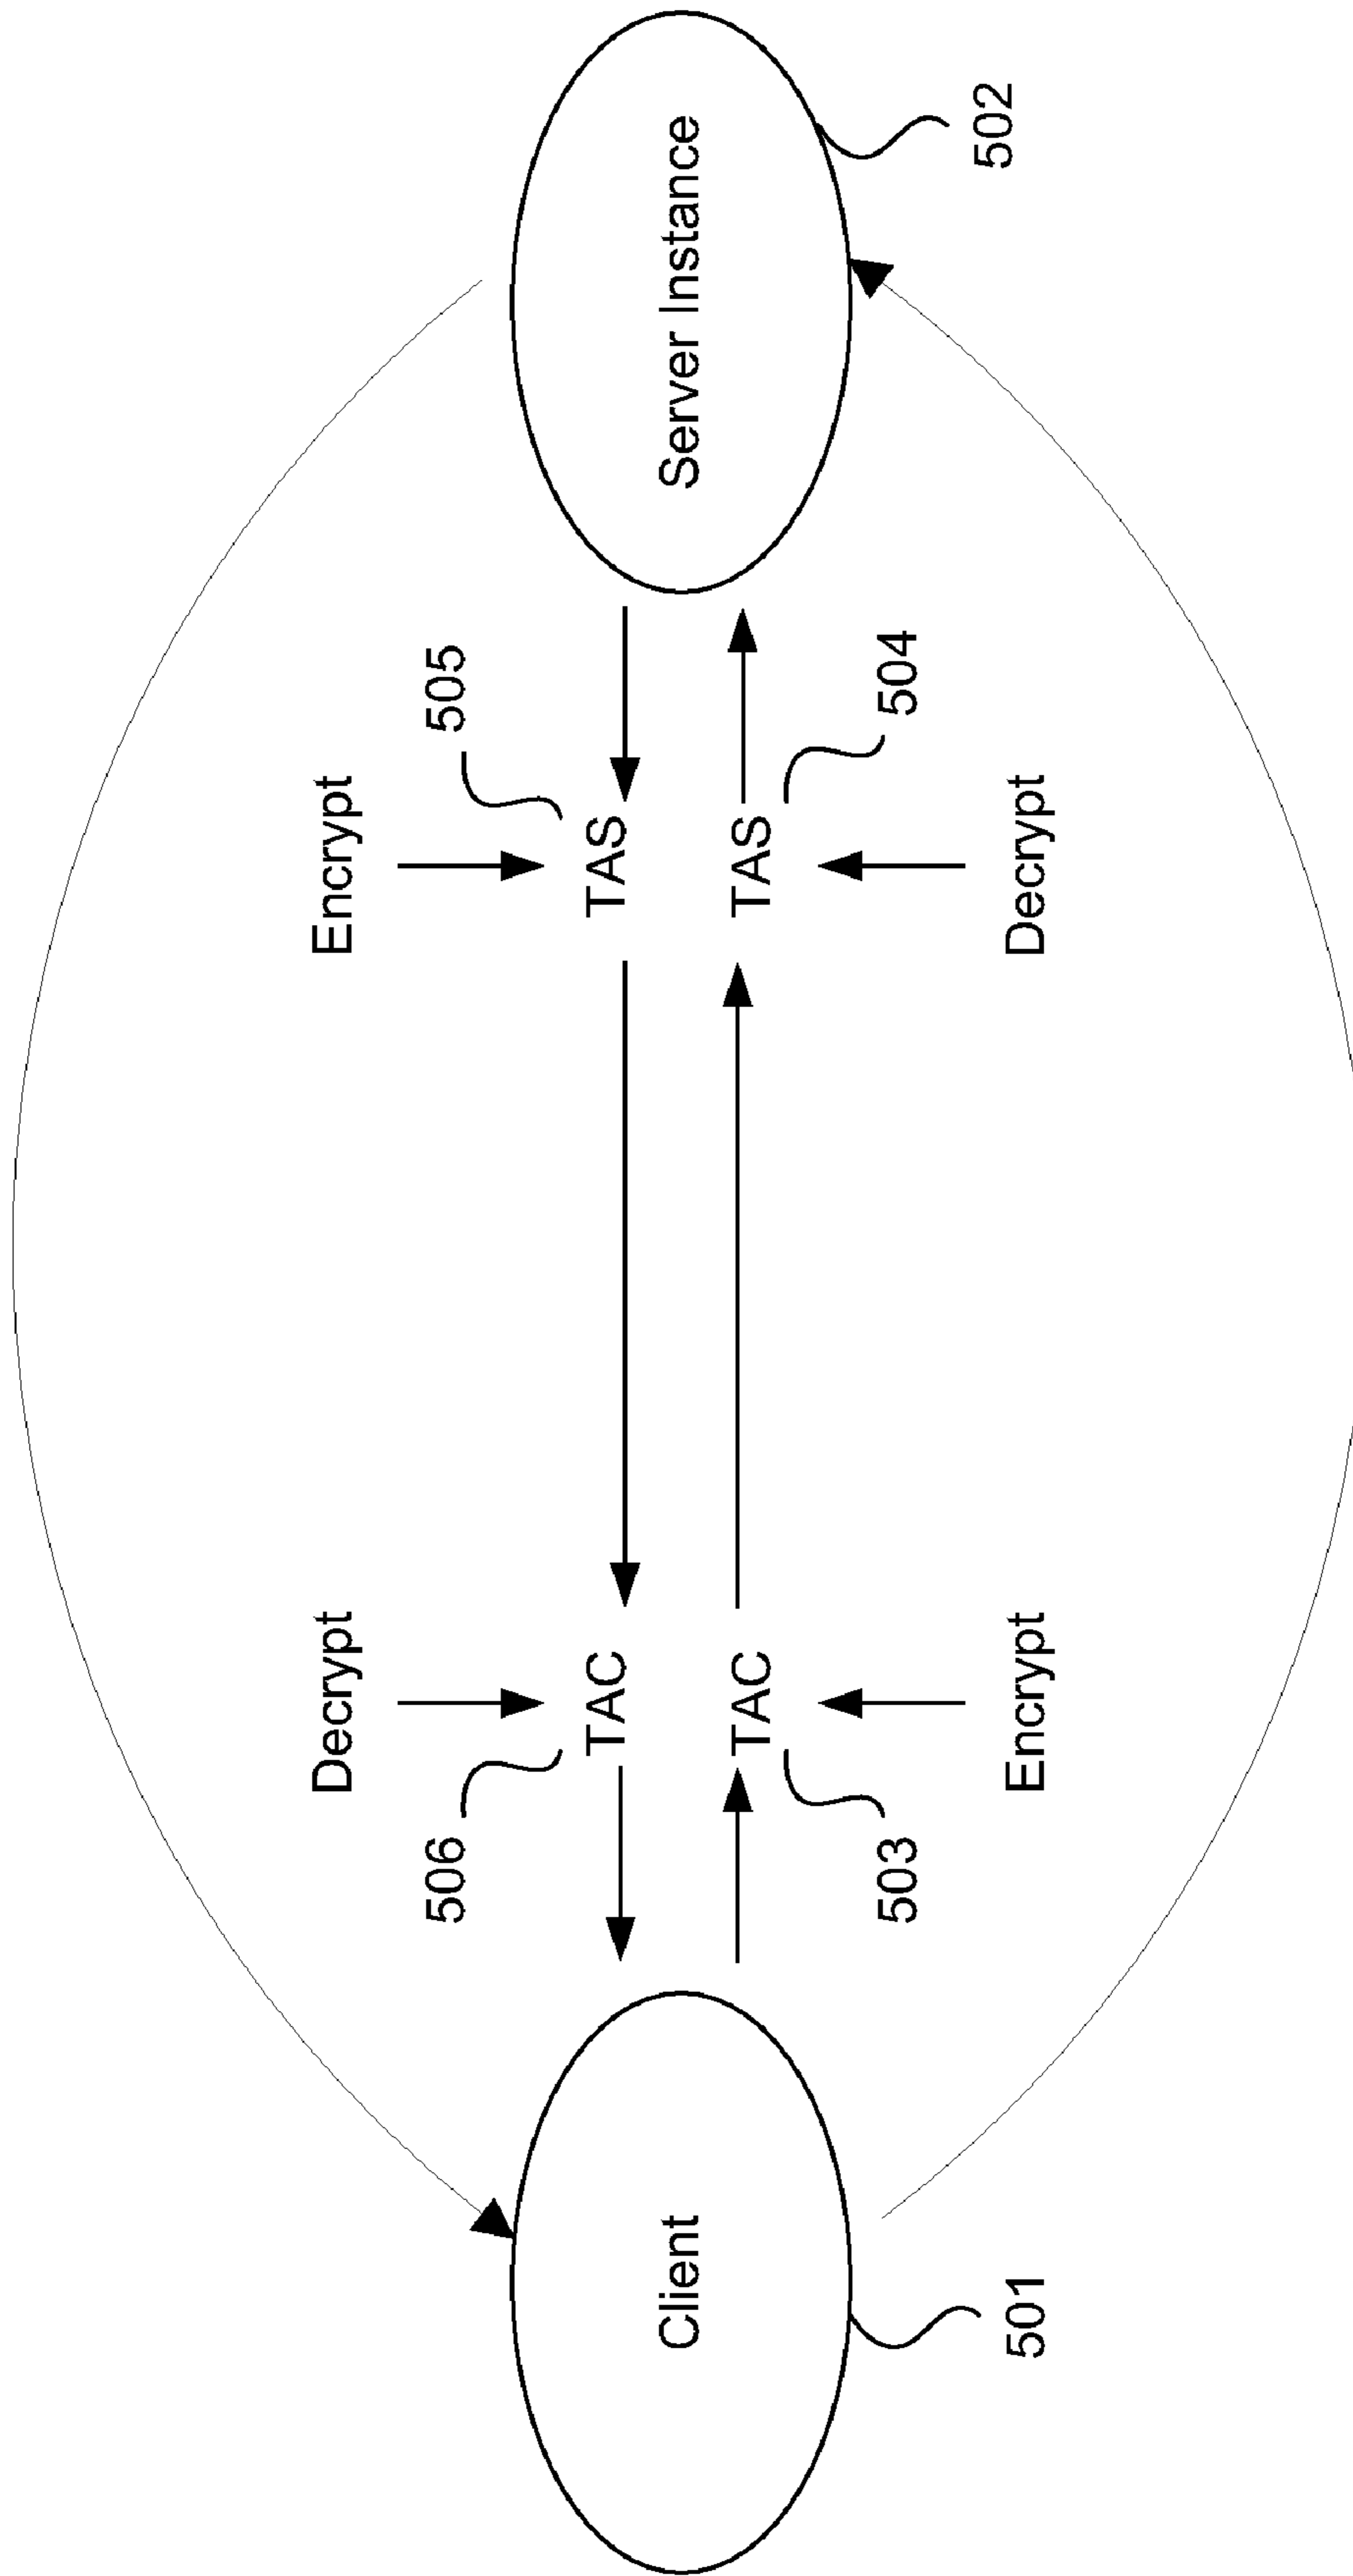 Decrypt
Encrypt
506
505
TAC
TAS
Client
Server Instance
TAC
TAS
503
504
Encrypt
Decrypt
501
502